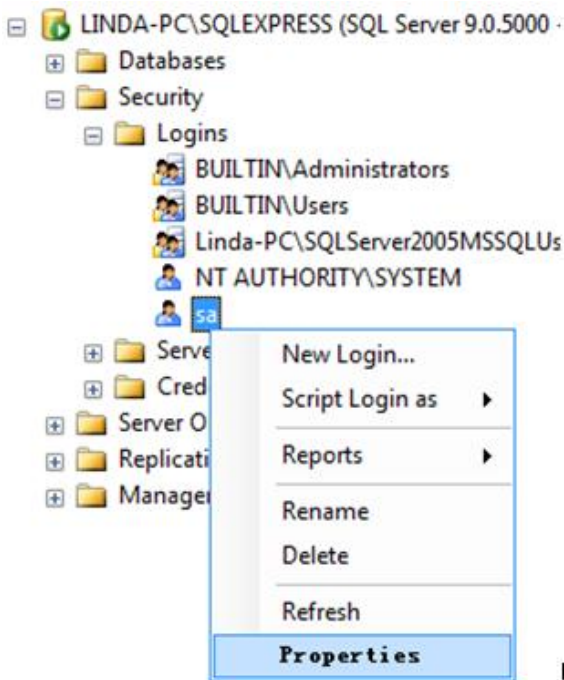 LINDA-PC\SQLEXPRESS (SQL Server 9.0.5000 -
Databases
Security
Logins
BUILTIN\Administrators
BUILTIN\Users
Linda-PC\SQLServer2005MSSQLUs
NT AUTHORITY\SYSTEM
sa
Serve
Cred
Server O
Replicati
Manager
New Login...
Script Login as
Reports
Rename
Delete
Refresh
Properties